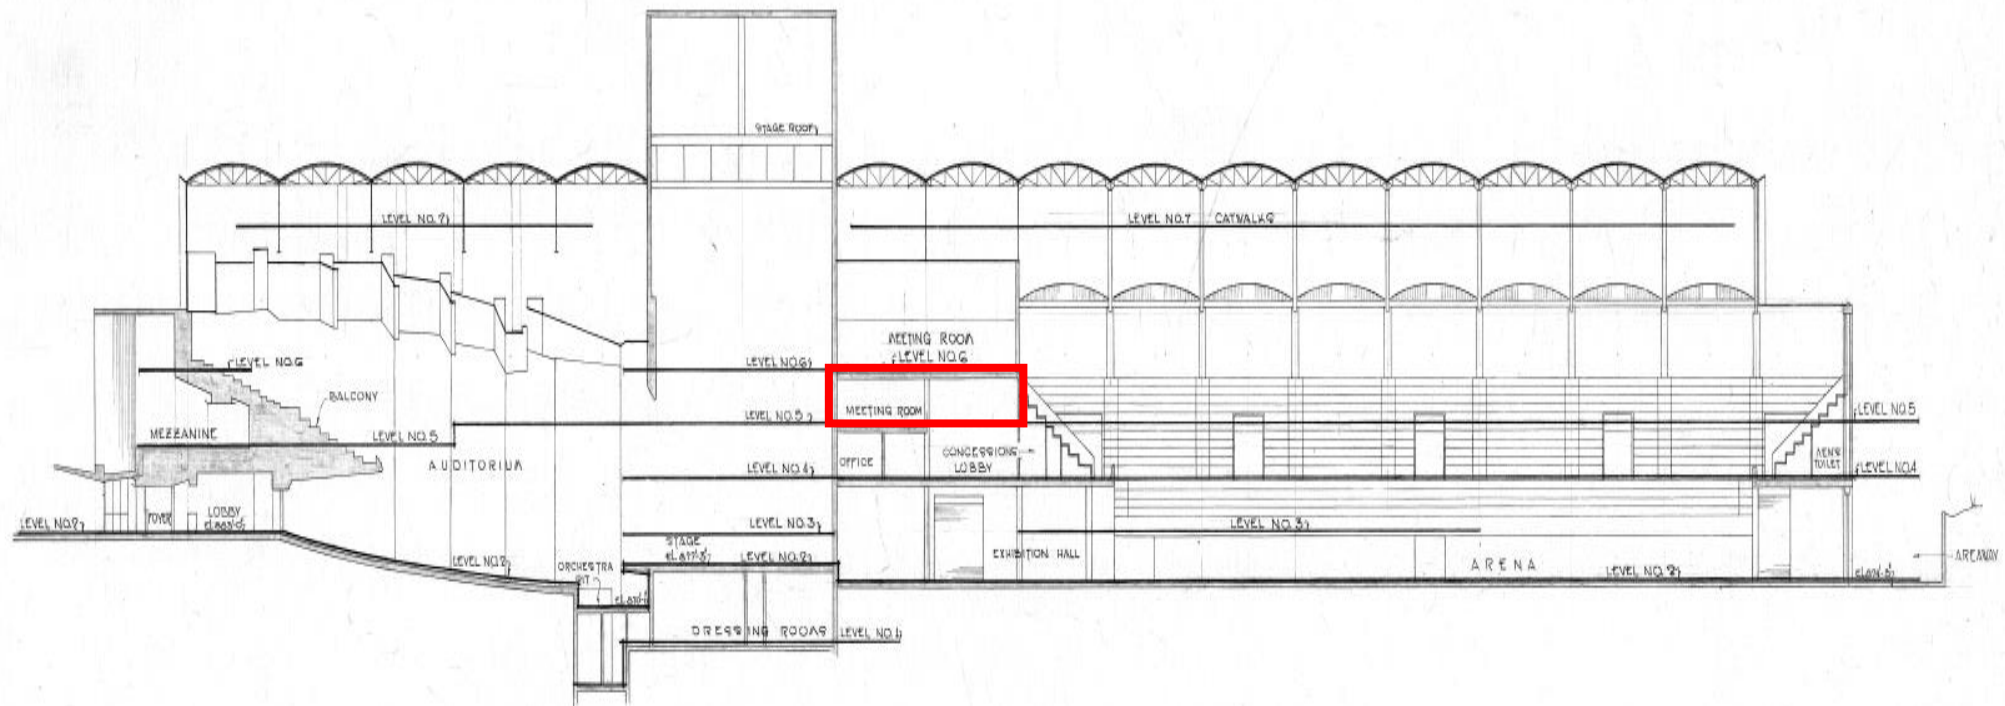 STAGE ROOF
LEVEL NO. 7
LEVEL NO. 7 CATWALKS
MEETING ROOM
LEVEL NO. 6
LEVEL NO. 6
LEVEL NO. 6
BALCONY
MEZZANINE
LEVEL NO. 5
LEVEL NO. 5
MEETING ROOM
LEVEL NO. 5
AUDITORIUM
LEVEL NO. 4
OFFICE
CONCESSIONS
LOBBY
MEN'S
TOILET
LEVEL NO. 4
LEVEL NO. 2
FOYER
LOBBY
LEVEL NO. 3
LEVEL NO. 3
STAGE
LEVEL NO. 2
LEVEL NO. 2
ORCHESTRA
PIT
EXHIBITION HALL
ARENA
LEVEL NO. 2
AREAWAY
DRESSING ROOMS
LEVEL NO. 1